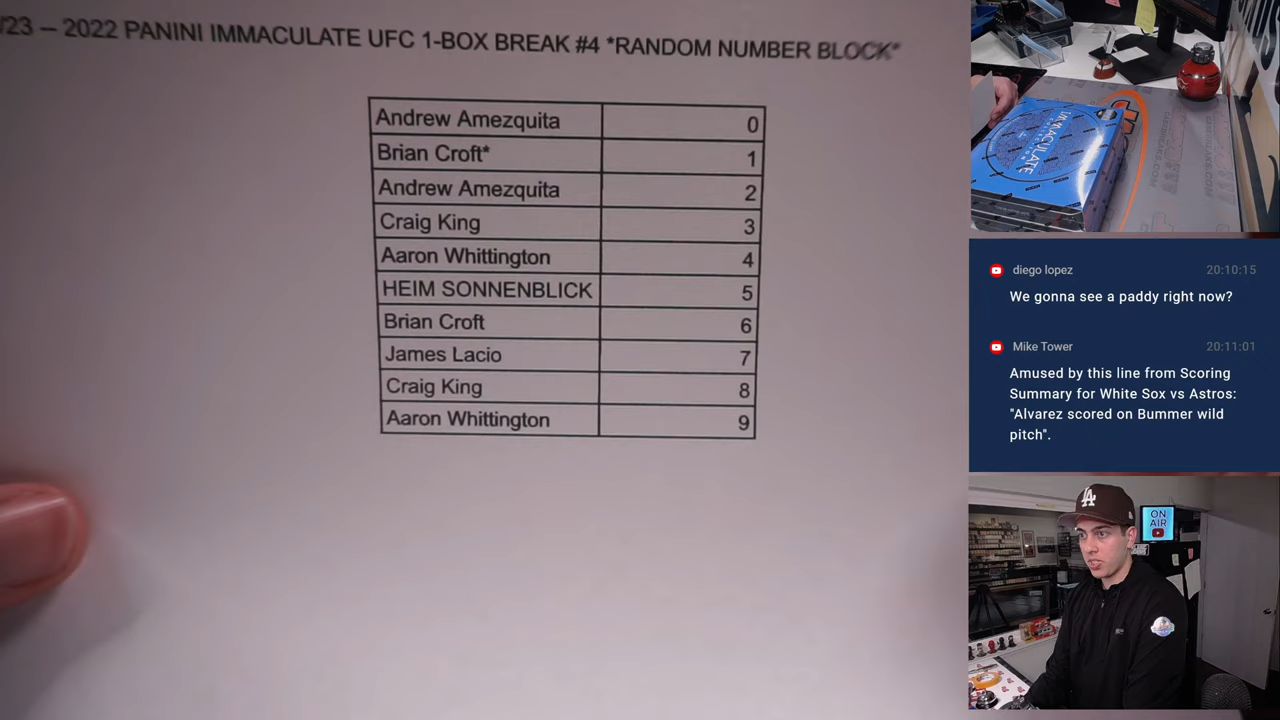 /23 – 2022 PANINI IMMACULATE UFC 1-BOX BREAK #4 *RANDOM NUMBER BLOCK*
Andrew Amezquita 0
Brian Croft* 1
Andrew Amezquita 2
Craig King 3
Aaron Whittington 4
HEIM SONNENBLICK 5
Brian Croft 6
James Lacio 7
Craig King 8
Aaron Whittington 9
IMMACULATE
diego lopez 20:10:15
We gonna see a paddy right now?
Mike Tower 20:11:01
Amused by this line from Scoring
Summary for White Sox vs Astros:
"Alvarez scored on Bummer wild
pitch".
LA
ON
AIR